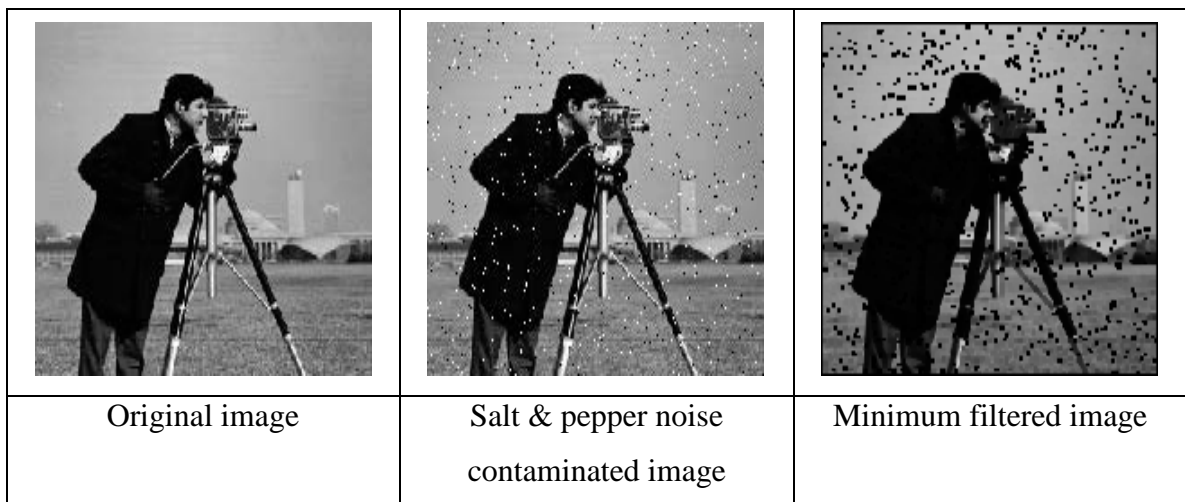 Original image
Salt & pepper noise
contaminated image
Minimum filtered image